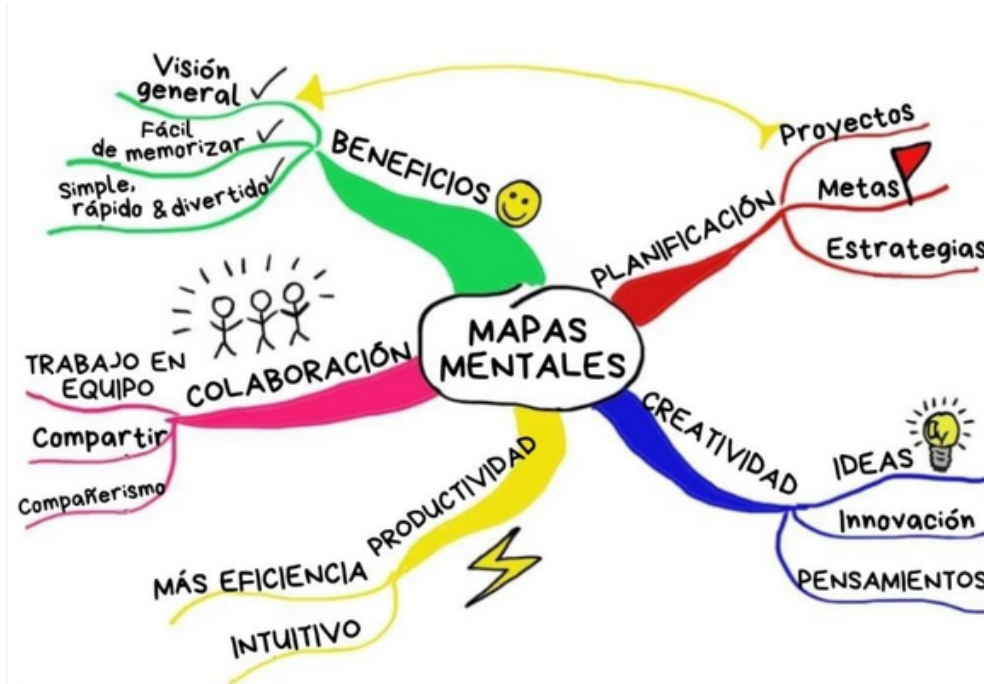 Visión
general
Fácil
de memorizar
Simple,
rápido & divertido
BENEFICIOS
Proyectos
Metas
Estrategias
PLANIFICACIÓN
MAPAS
MENTALES
TRABAJO EN
EQUIPO
Compartir
Compañerismo
COLABORACIÓN
CREATIVIDAD
IDEAS
Innovación
PENSAMIENTOS
PRODUCTIVIDAD
MÁS EFICIENCIA
INTUITIVO